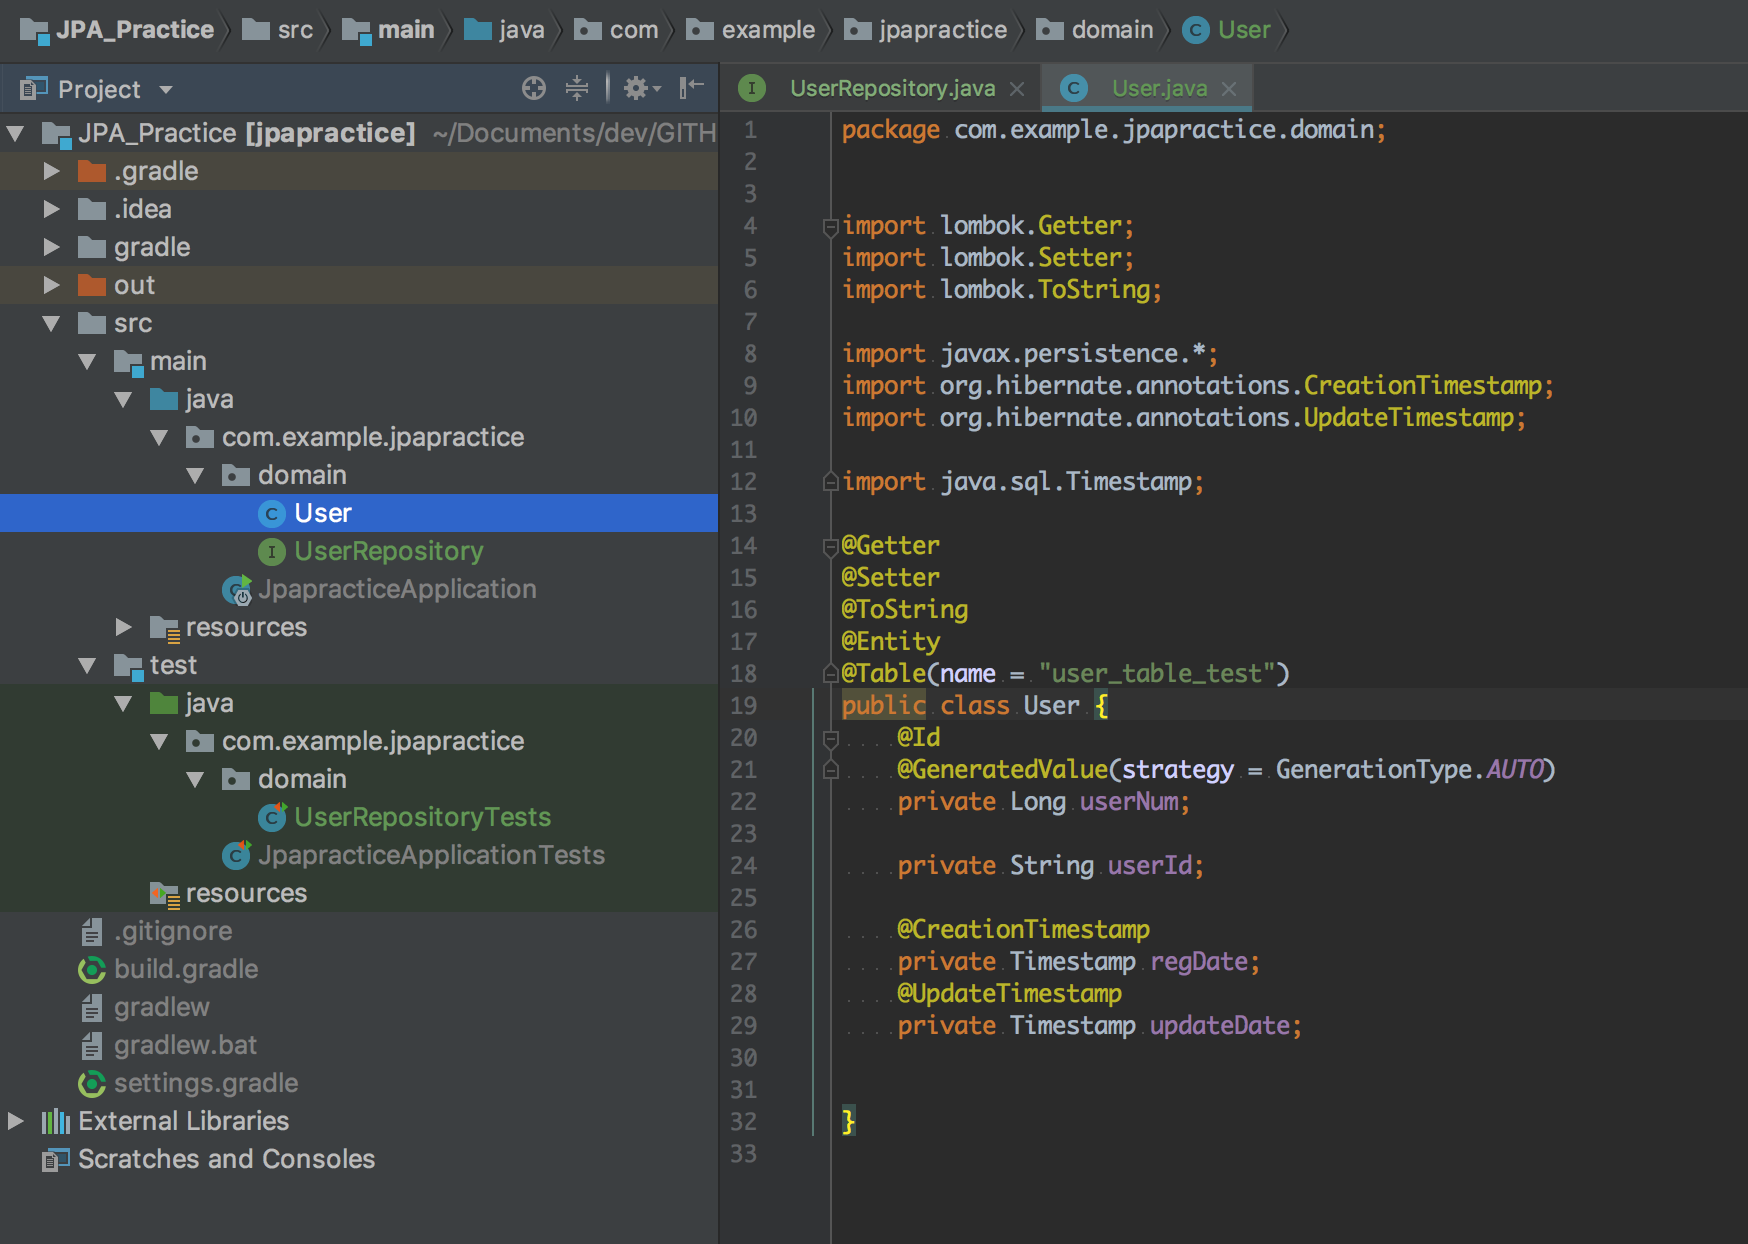 JPA_Practice src main java com example jpapractice domain C User
Project
I UserRepository.java C User.java
JPA_Practice [jpapractice] ~/Documents/dev/GITH
.gradle
.idea
gradle
out
src
main
java
com.example.jpapractice
domain
C User
I UserRepository
C JpapracticeApplication
resources
test
java
com.example.jpapractice
domain
C UserRepositoryTests
C JpapracticeApplicationTests
resources
.gitignore
build.gradle
gradlew
gradlew.bat
settings.gradle
External Libraries
Scratches and Consoles
1 package com.example.jpapractice.domain;
2
3
4 import lombok.Getter;
5 import lombok.Setter;
6 import lombok.ToString;
7
8 import javax.persistence.*;
9 import org.hibernate.annotations.CreationTimestamp;
10 import org.hibernate.annotations.UpdateTimestamp;
11
12 import java.sql.Timestamp;
13
14 @Getter
15 @Setter
16 @ToString
17 @Entity
18 @Table(name = "user_table_test")
19 public class User {
20 @Id
21 @GeneratedValue(strategy = GenerationType.AUTO)
22 private Long userNum;
23
24 private String userId;
25
26 @CreationTimestamp
27 private Timestamp regDate;
28 @UpdateTimestamp
29 private Timestamp updateDate;
30
31
32 }
33